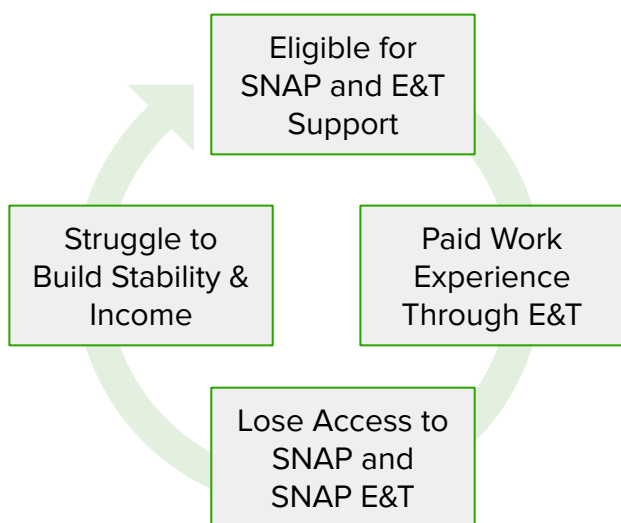 Eligible for
SNAP and E&T
Support
Paid Work
Experience
Through E&T
Lose Access to
SNAP and
SNAP E&T
Struggle to
Build Stability &
Income